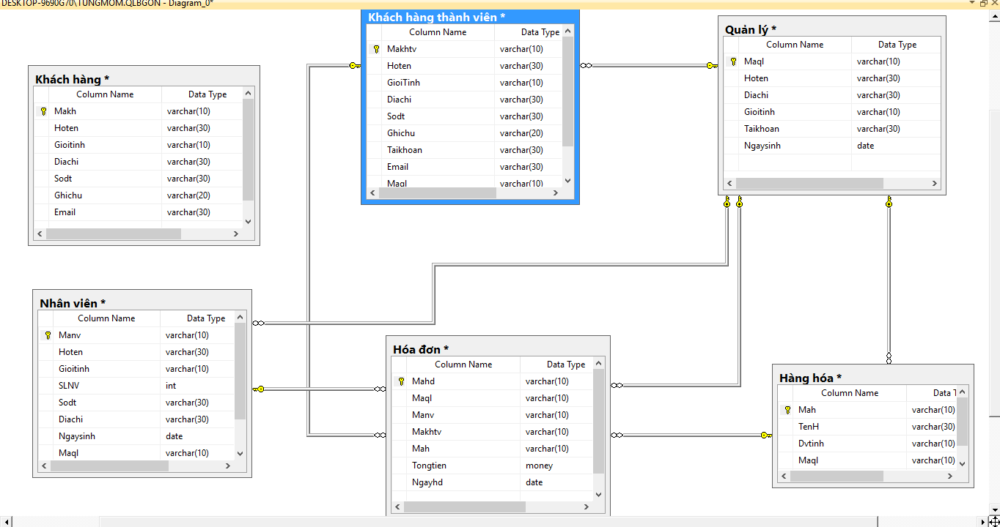 DESKTOP-9690G70\TUNGMOM.QLBGON - Diagram_0*
Khách hàng *
Column Name Data Type
Makh varchar(10)
Hoten varchar(30)
Gioitinh varchar(10)
Diachi varchar(30)
Sodt varchar(30)
Ghichu varchar(20)
Email varchar(30)
Khách hàng thành viên *
Column Name Data Type
Makhtv varchar(10)
Hoten varchar(30)
GioiTinh varchar(10)
Diachi varchar(30)
Sodt varchar(30)
Ghichu varchar(20)
Taikhoan varchar(30)
Email varchar(30)
Maql varchar(10)
Quản lý *
Column Name Data Type
Maql varchar(10)
Hoten varchar(30)
Diachi varchar(30)
Gioitinh varchar(10)
Taikhoan varchar(30)
Ngaysinh date
Nhân viên *
Column Name Data Type
Manv varchar(10)
Hoten varchar(30)
Gioitinh varchar(10)
SLNV int
Sodt varchar(30)
Diachi varchar(30)
Ngaysinh date
Maql varchar(10)
Hóa đơn *
Column Name Data Type
Mahd varchar(10)
Maql varchar(10)
Manv varchar(10)
Makhtv varchar(10)
Mah varchar(10)
Tongtien money
Ngayhd date
Hàng hóa *
Column Name Data T
Mah varchar(10)
TenH varchar(30)
Dvtinh varchar(10)
Maql varchar(10)